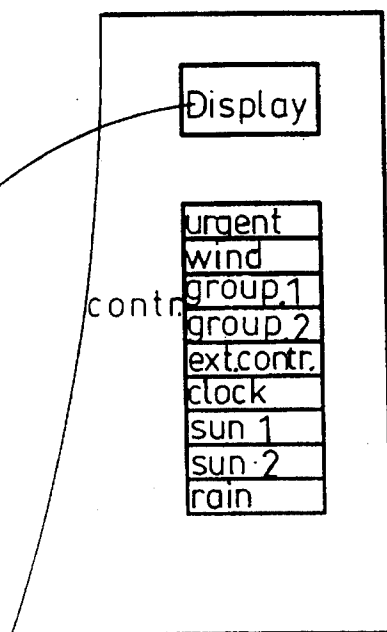 Display
urgent
wind
contr.
group.1
group.2
ext.contr.
clock
sun 1
sun 2
rain